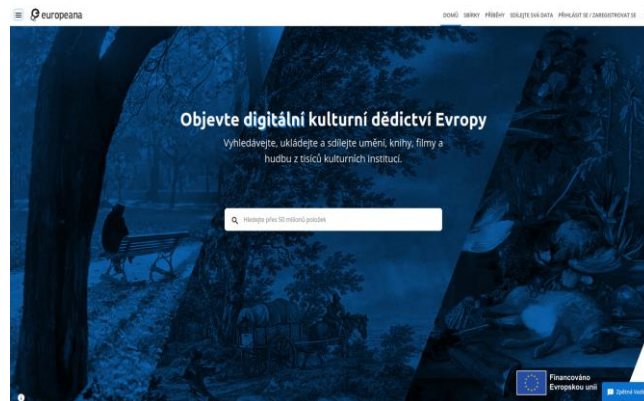 europeana
DOMŮ SBÍRKY PŘÍBĚHY SDÍLEJTE SVÁ DATA PŘIHLÁSIT SE / ZAREGISTROVAT SE
Objevte digitální kulturní dědictví Evropy
Vyhledávejte, ukládejte a sdílejte umění, knihy, filmy a
hudbu z tisíců kulturních institucí.
Hledejte přes 50 milionů položek
Financováno
Evropskou unií
Zpětná